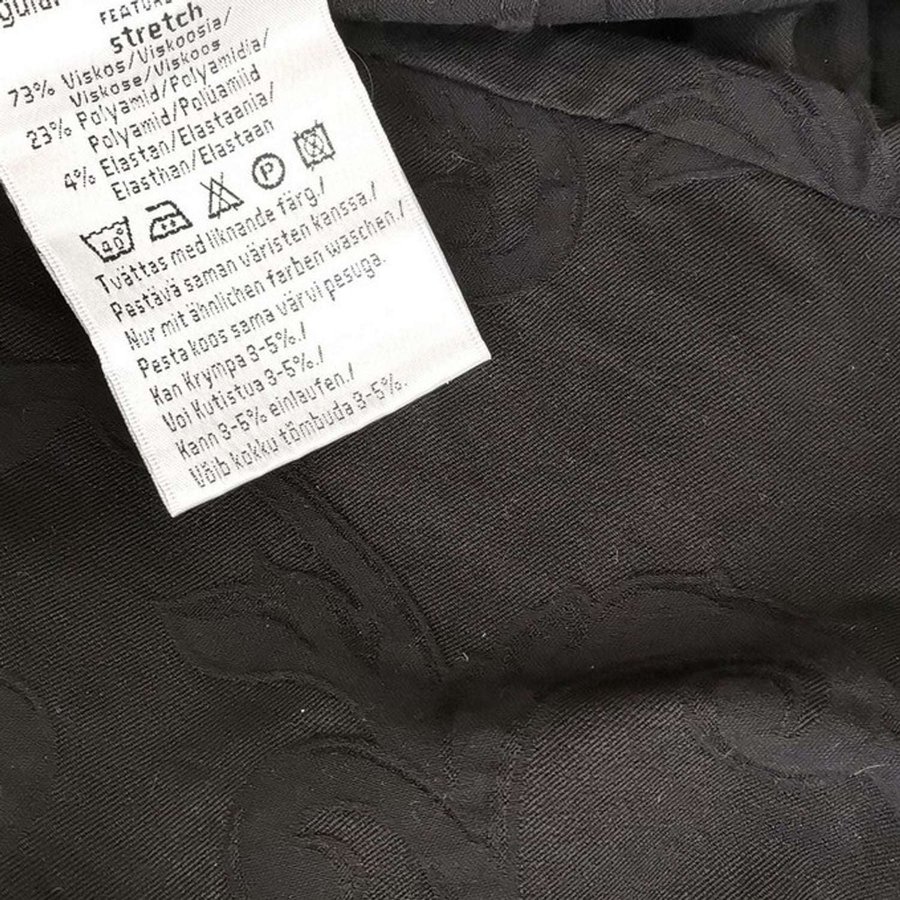 gular
FEATUR
stretch
73% Viskos/Viskoosia/
Viskose/Viskoos
23% Polyamid/Polyamidia/
Polyamid/Polüamiid
4% Elastan/Elastaania/
Elasthan/Elastaan
40 P
Tvättas med liknande färg./
Pestävä saman väristen kanssa./
Nur mit ähnlichen farben waschen./
Pesta koos sama värvi pesuga.
Kan Krympa 3-5%./
Voi Kutistua 3-5%./
Kann 3-5% einlaufen./
Võib kokku tõmbuda 3-5%.